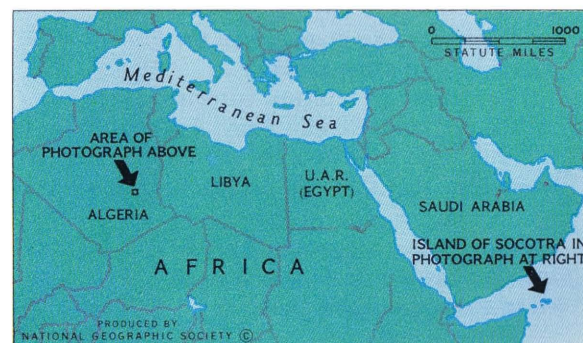 0 1000
STATUTE MILES
Mediterranean Sea
AREA OF
PHOTOGRAPH ABOVE
LIBYA
U.A.R.
(EGYPT)
SAUDI ARABIA
ALGERIA
ISLAND OF SOCOTRA IN
PHOTOGRAPH AT RIGHT
AFRICA
PRODUCED BY
NATIONAL GEOGRAPHIC SOCIETY ©